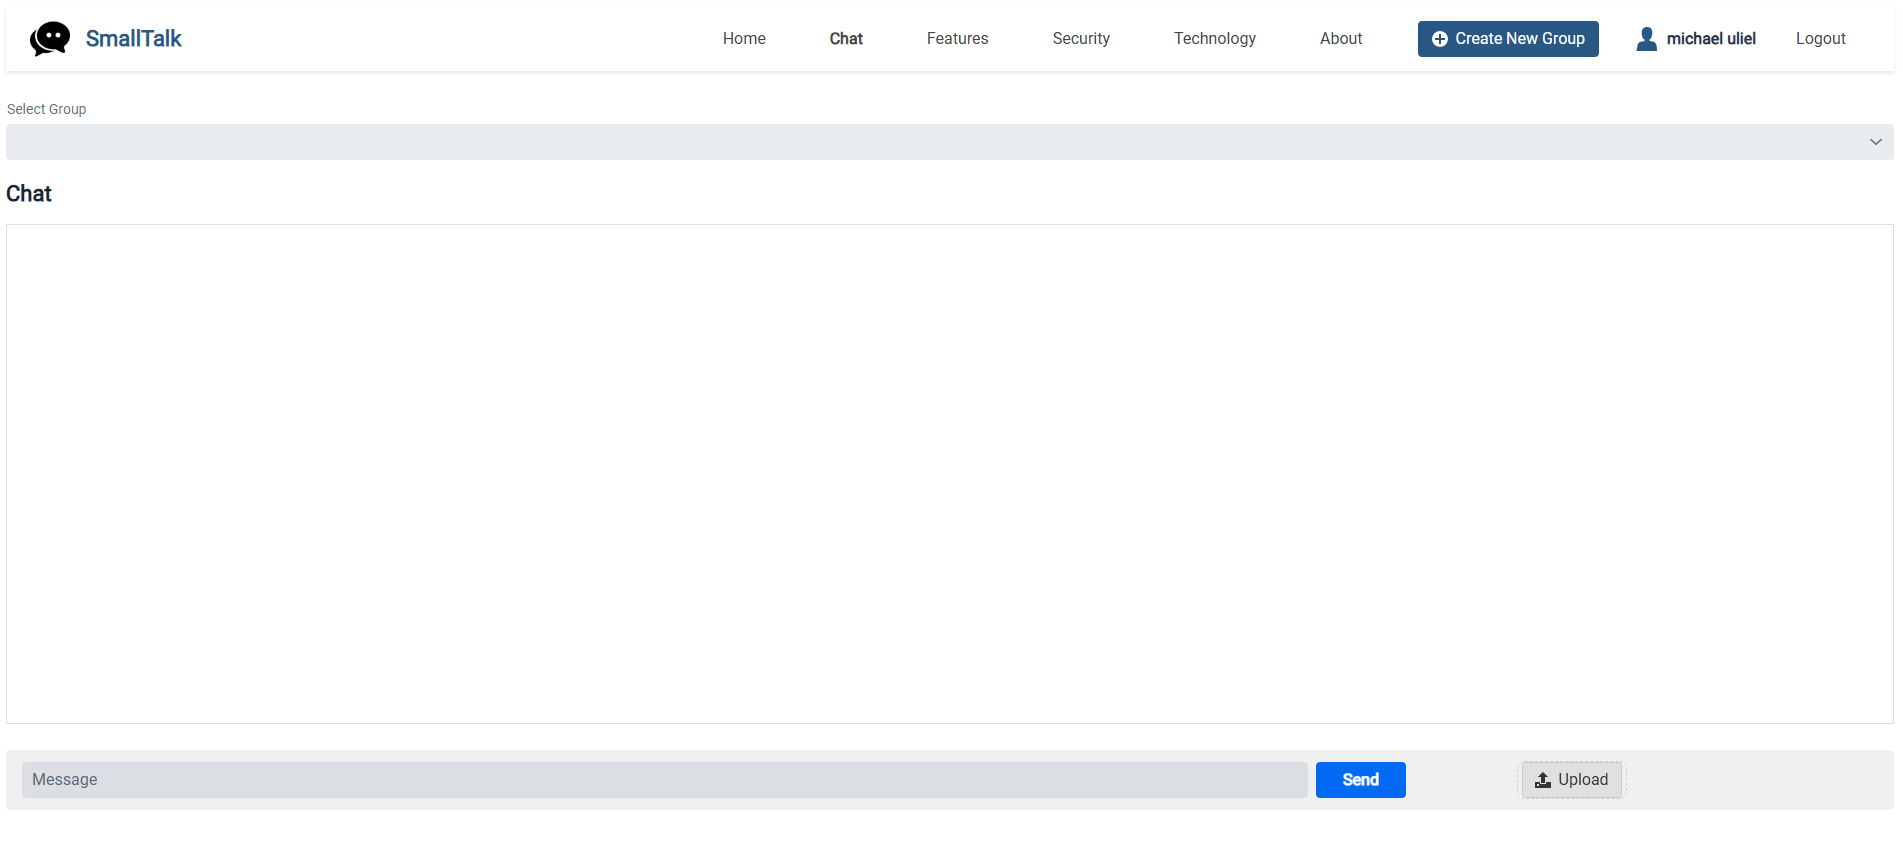 SmallTalk
Home Chat Features Security Technology About Create New Group michael uliel Logout
Select Group
Chat
Message Send Upload